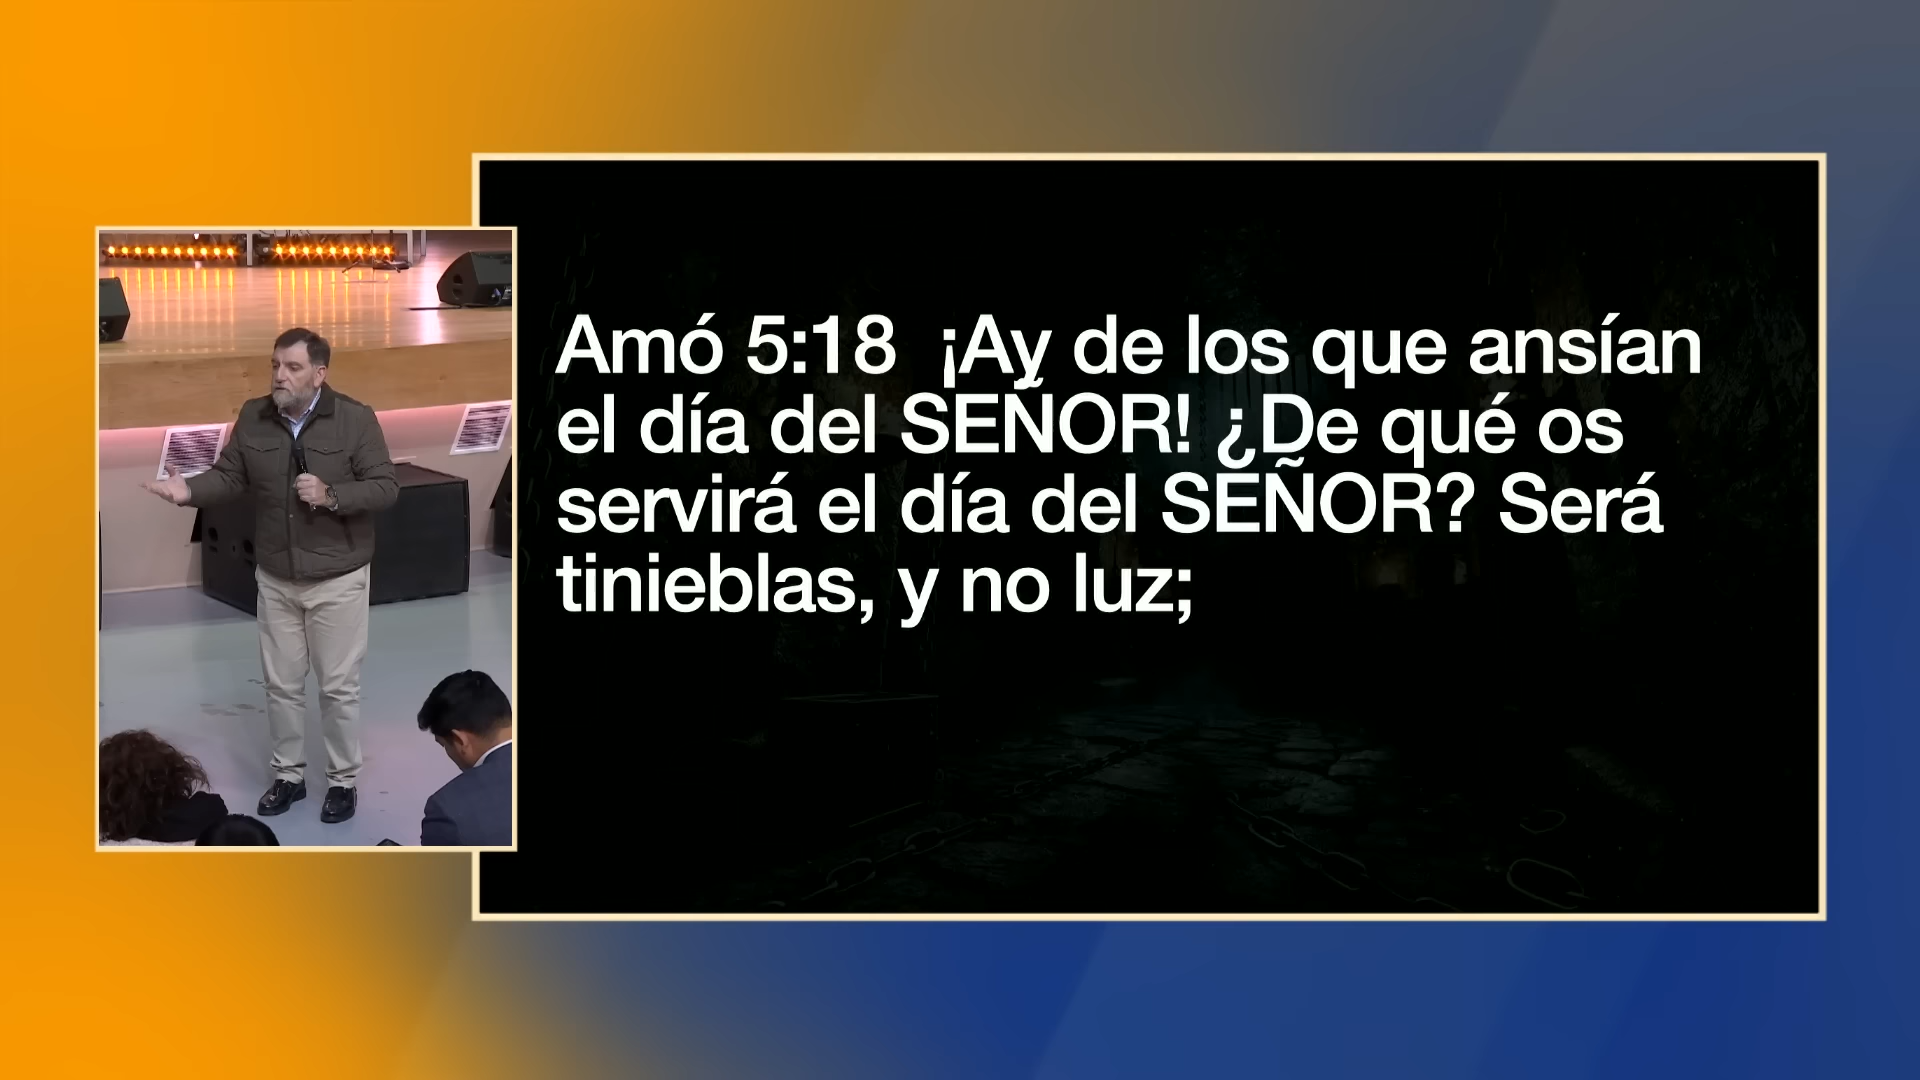 Amó 5:18  ¡Ay de los que ansían
el día del SEÑOR! ¿De qué os
servirá el día del SEÑOR? Será
tinieblas, y no luz;